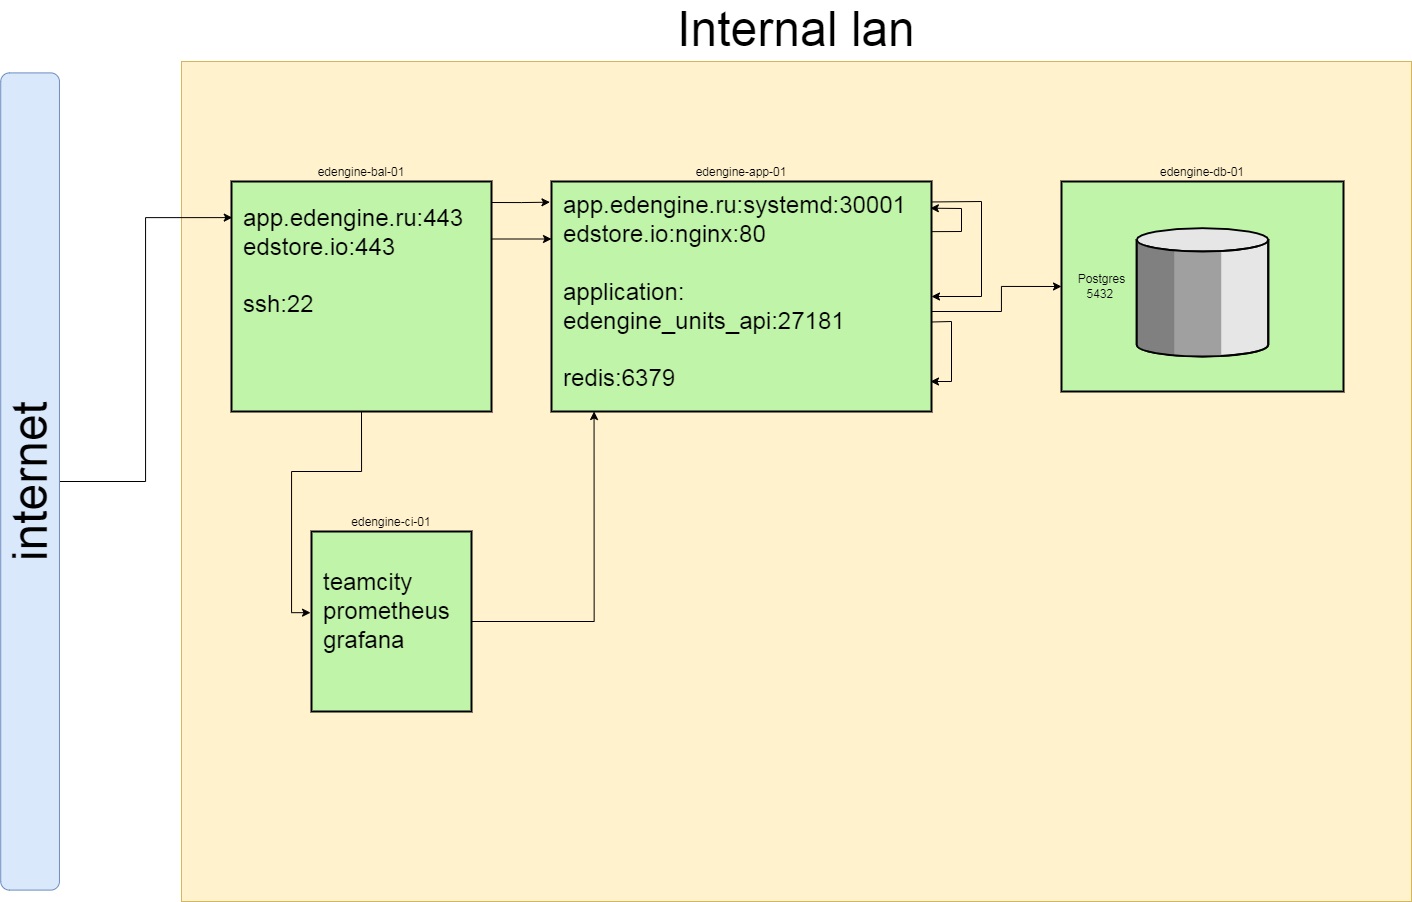 Internal lan
internet
edengine-bal-01
app.edengine.ru:443
edstore.io:443
ssh:22
edengine-app-01
app.edengine.ru:systemd:30001
edstore.io:nginx:80
application:
edengine_units_api:27181
redis:6379
edengine-db-01
Postgres
5432
edengine-ci-01
teamcity
prometheus
grafana